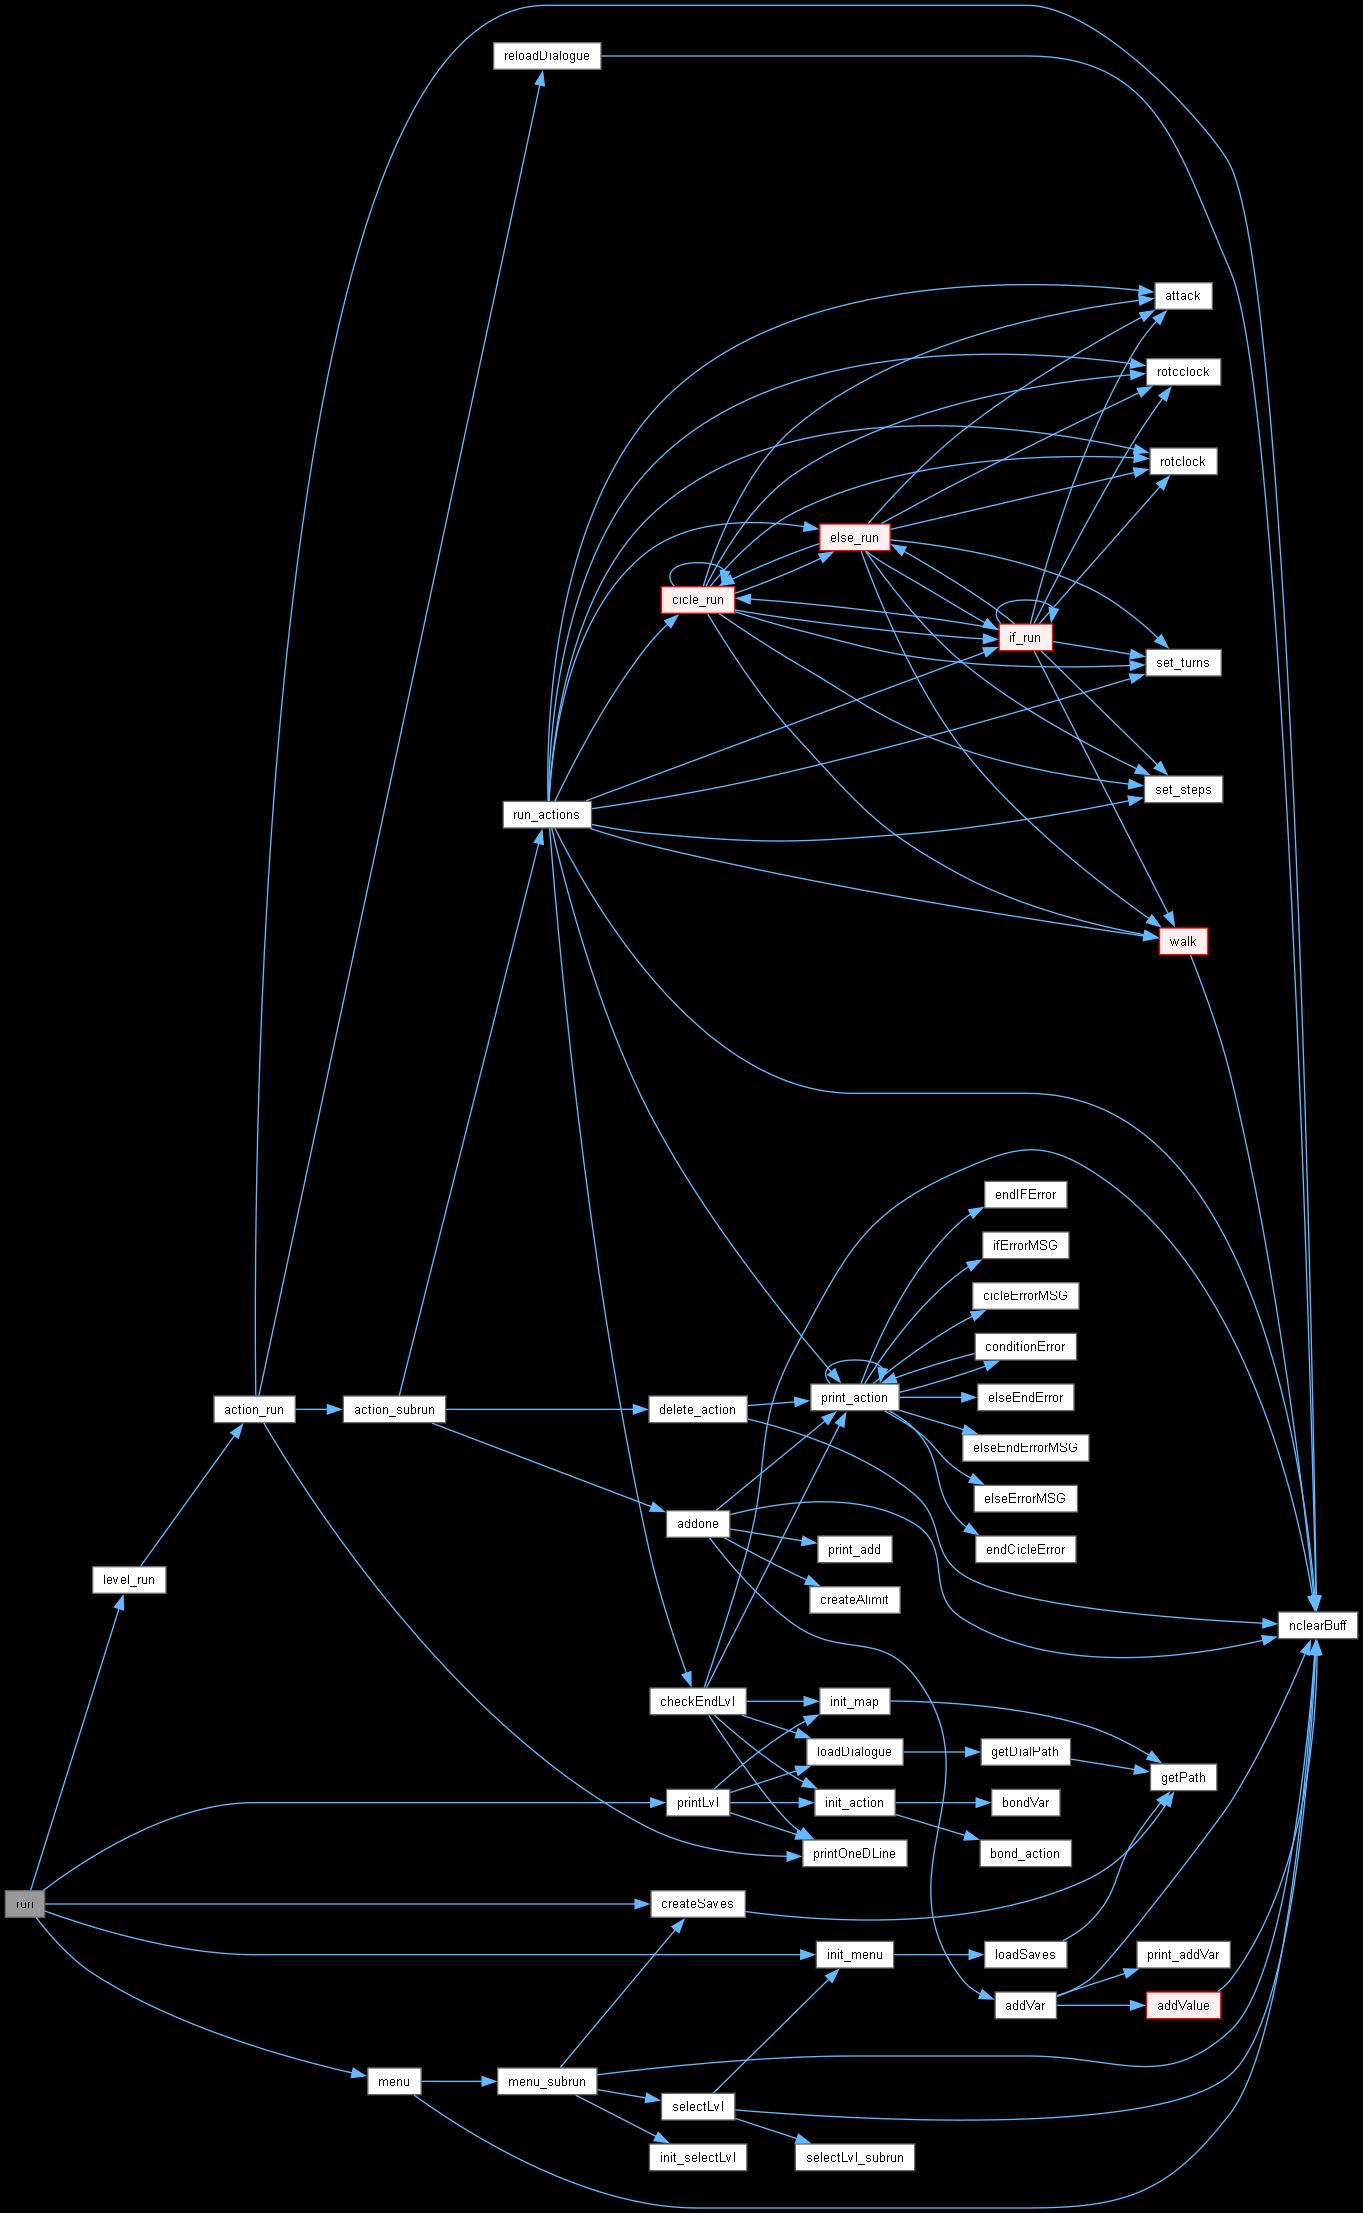 reloadDialogue
attack
rotcclock
rotclock
else_run
cicle_run
if_run
set_turns
set_steps
run_actions
walk
endIFError
ifErrorMSG
cicleErrorMSG
conditionError
print_action
elseEndError
action_run
action_subrun
delete_action
elseEndErrorMSG
elseErrorMSG
addone
print_add
endCicleError
level_run
createAlimit
nclearBuff
checkEndLvl
init_map
loadDialogue
getDialPath
getPath
printLvl
init_action
bondVar
printOneDLine
bond_action
run
createSaves
init_menu
loadSaves
print_addVar
addVar
addValue
menu
menu_subrun
selectLvl
init_selectLvl
selectLvl_subrun